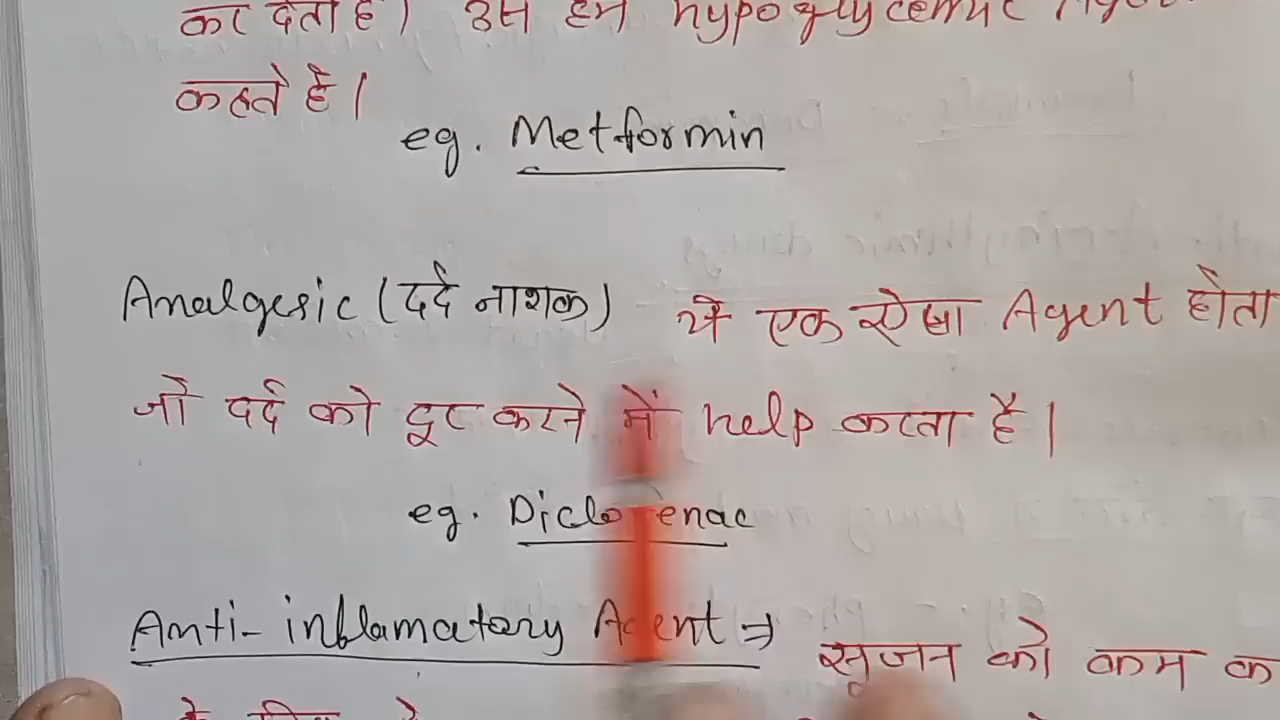 कर देता है। उसे हम hypoglycemic
कहते है।
eg. Metformin
Analgesic (दर्द नाशक) ये एक ऐसा Agent होता
जो दर्द को दूर करने में help करता है।
eg. Diclofenac
Anti-inflamatory Agent ⇒ सूजन को कम क